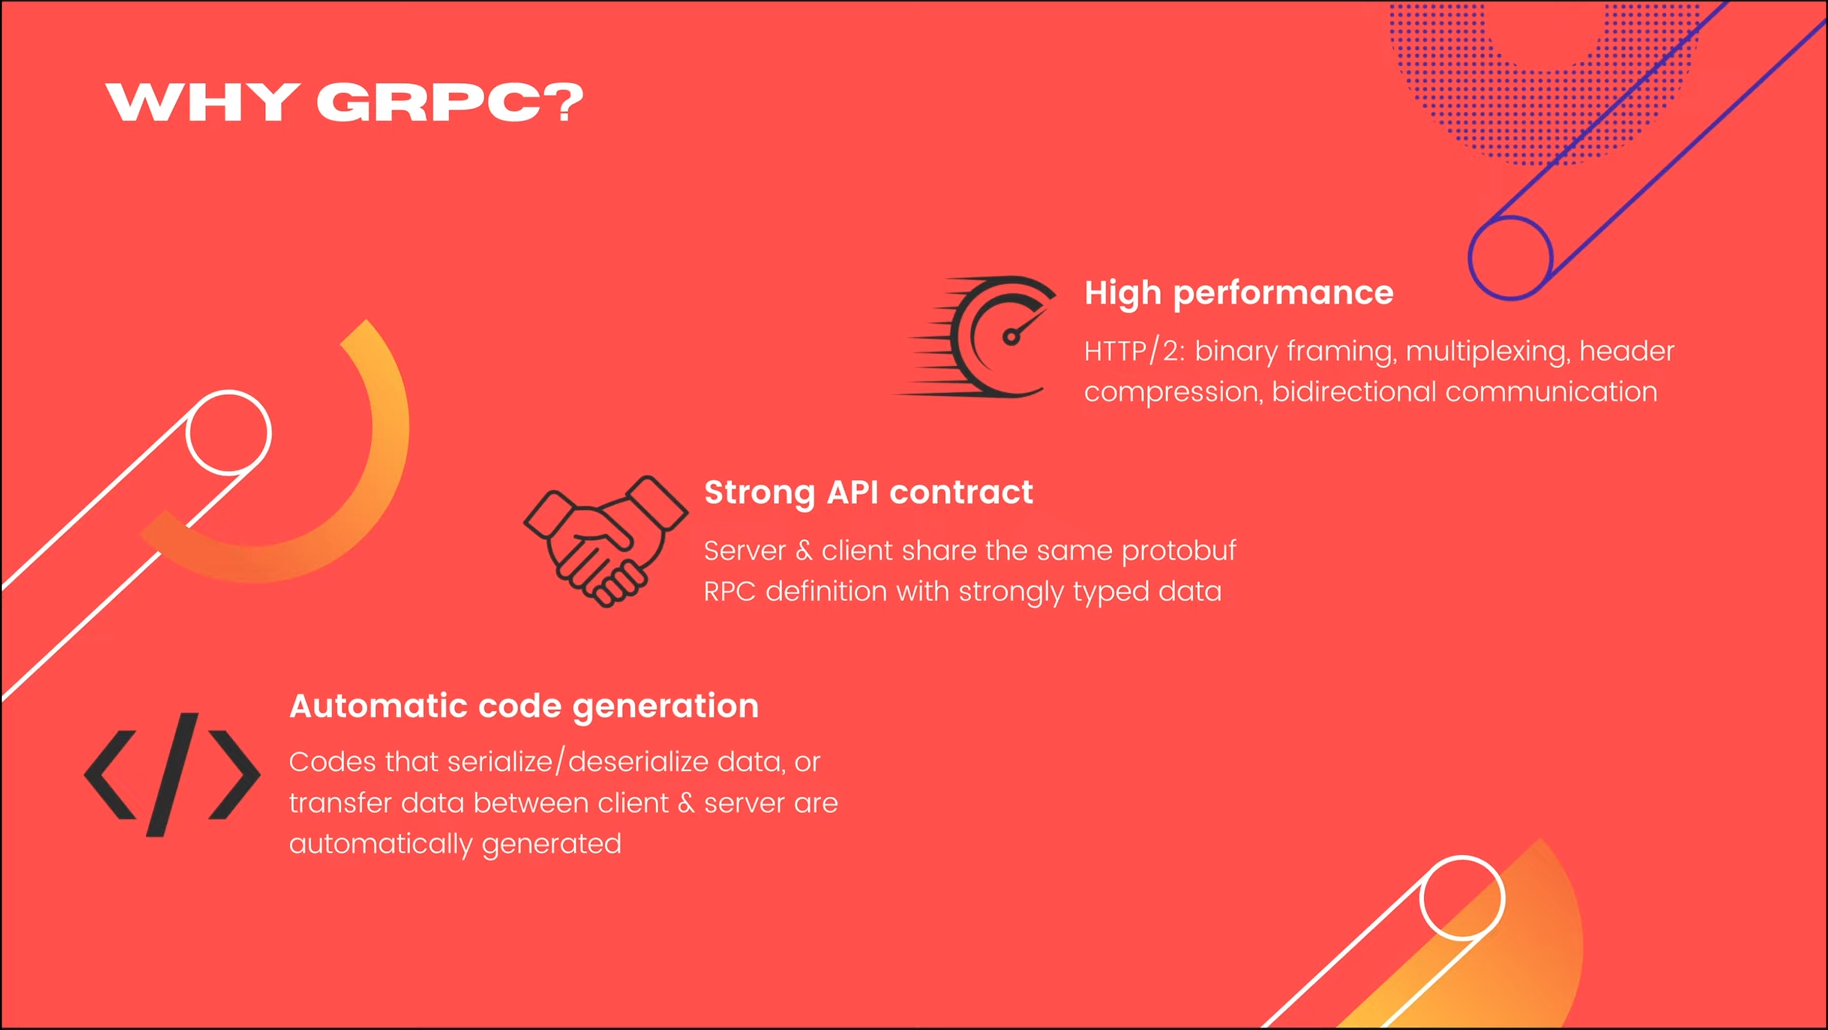 WHY GRPC?
High performance
HTTP/2: binary framing, multiplexing, header
compression, bidirectional communication
Strong API contract
Server & client share the same protobuf
RPC definition with strongly typed data
Automatic code generation
Codes that serialize/deserialize data, or
transfer data between client & server are
automatically generated